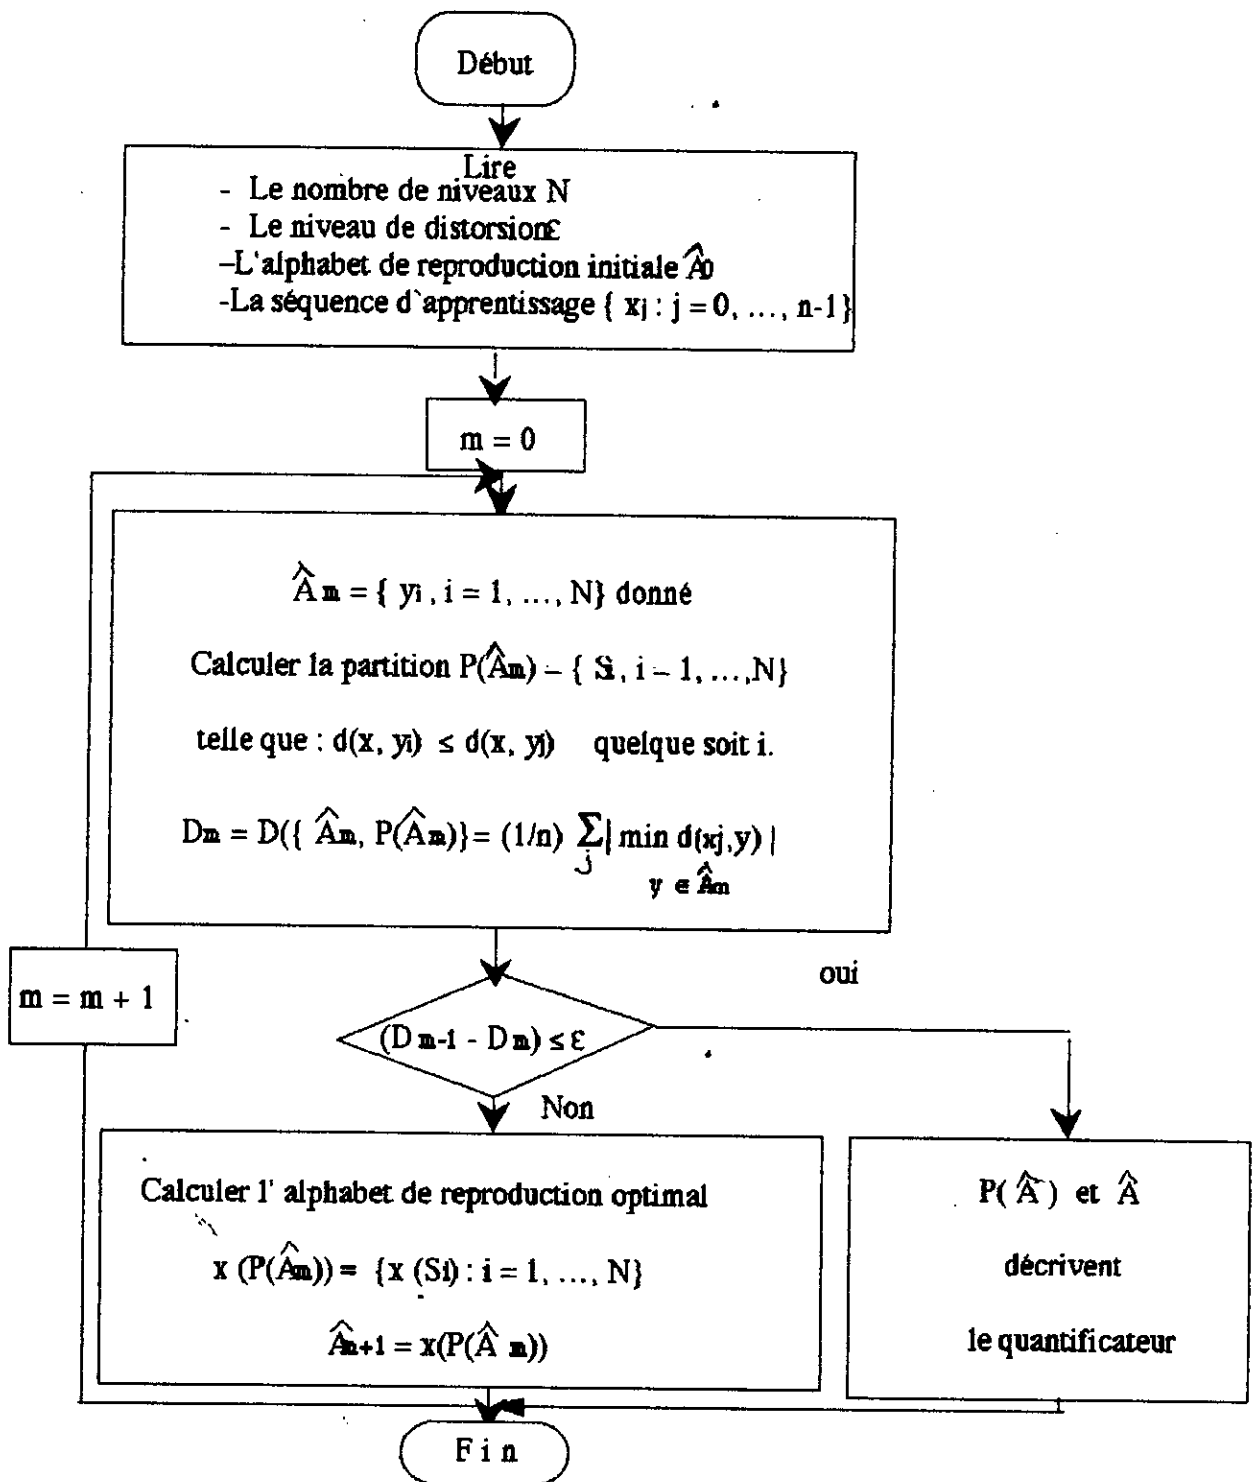 Début
Lire
- Le nombre de niveaux N
- Le niveau de distorsion ε
-L'alphabet de reproduction initiale Â0
-La séquence d`apprentissage { xj : j = 0, ..., n-1}
m = 0
Âm = { yi , i = 1, ..., N} donné
Calculer la partition P(Âm) – { Si, i – 1, ...,N}
telle que : d(x, yi) ≤ d(x, yj) quelque soit i.
Dm = D({ Âm, P(Âm)}= (1/n) Σ| min d(xj,y) |
j
y ∈ Âm
m = m + 1
oui
(D m-1 - D m) ≤ ε
Non
Calculer l' alphabet de reproduction optimal
x (P(Âm)) = {x (Si) : i = 1, ..., N}
Âm+1 = x(P(Â m))
P( Â ) et Â
décrivent
le quantificateur
F i n